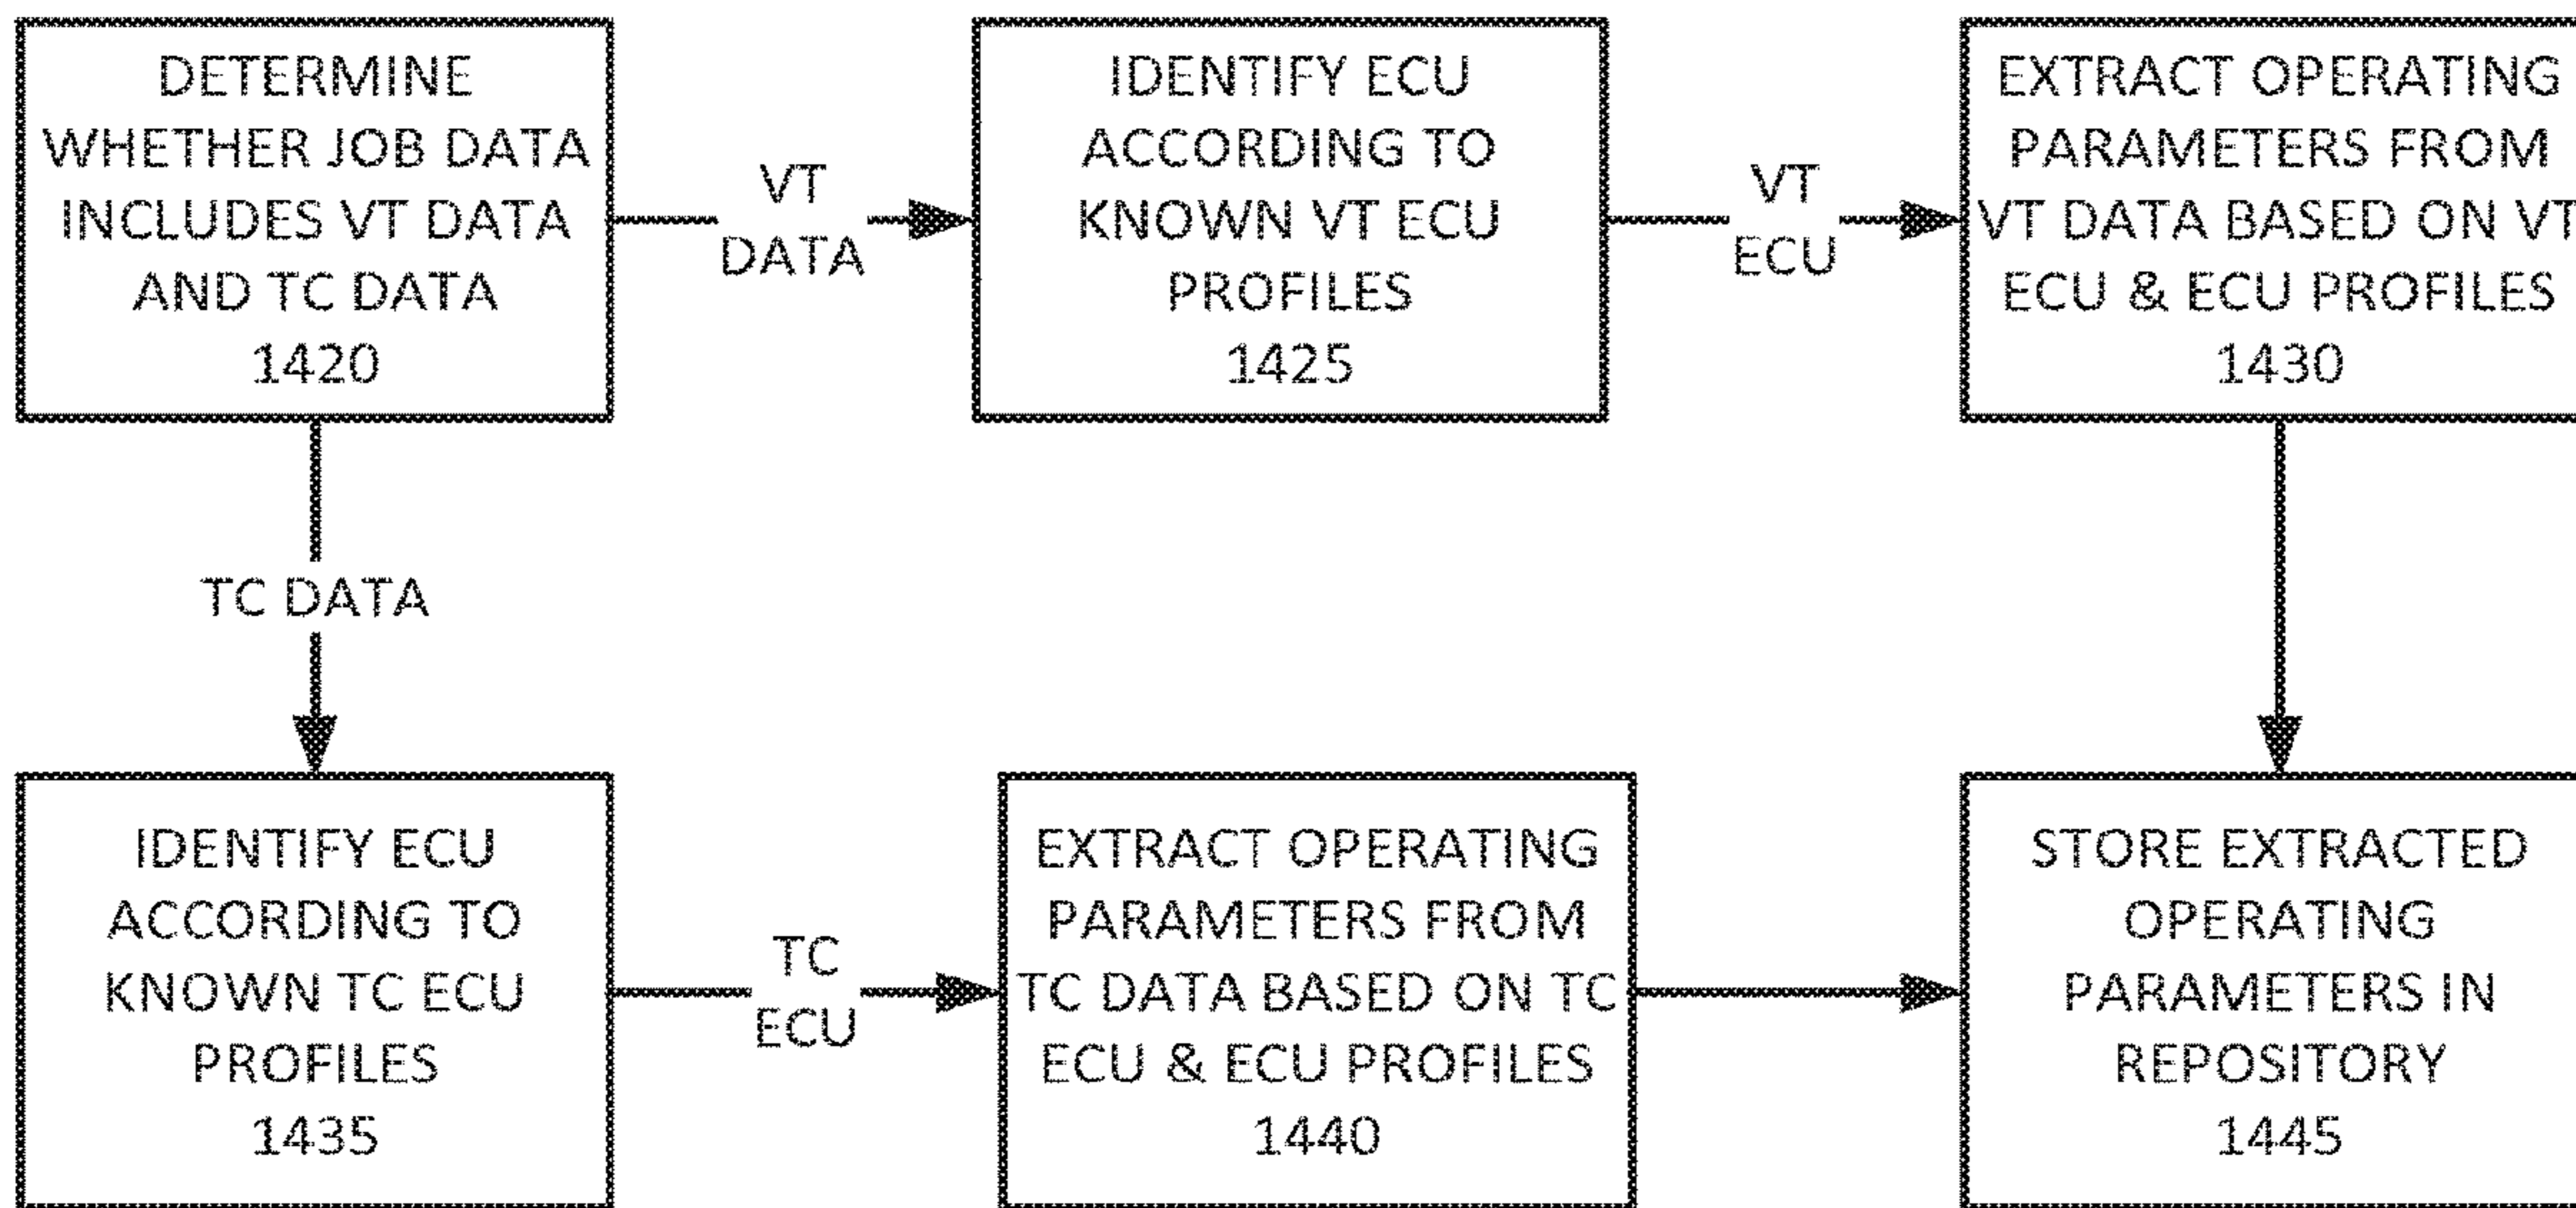 DETERMINE
WHETHER JOB DATA
INCLUDES VT DATA
AND TC DATA
1420
VT
DATA
IDENTIFY ECU
ACCORDING TO
KNOWN VT ECU
PROFILES
1425
VT
ECU
EXTRACT OPERATING
PARAMETERS FROM
VT DATA BASED ON VT
ECU & ECU PROFILES
1430
TC DATA
IDENTIFY ECU
ACCORDING TO
KNOWN TC ECU
PROFILES
1435
TC
ECU
EXTRACT OPERATING
PARAMETERS FROM
TC DATA BASED ON TC
ECU & ECU PROFILES
1440
STORE EXTRACTED
OPERATING
PARAMETERS IN
REPOSITORY
1445